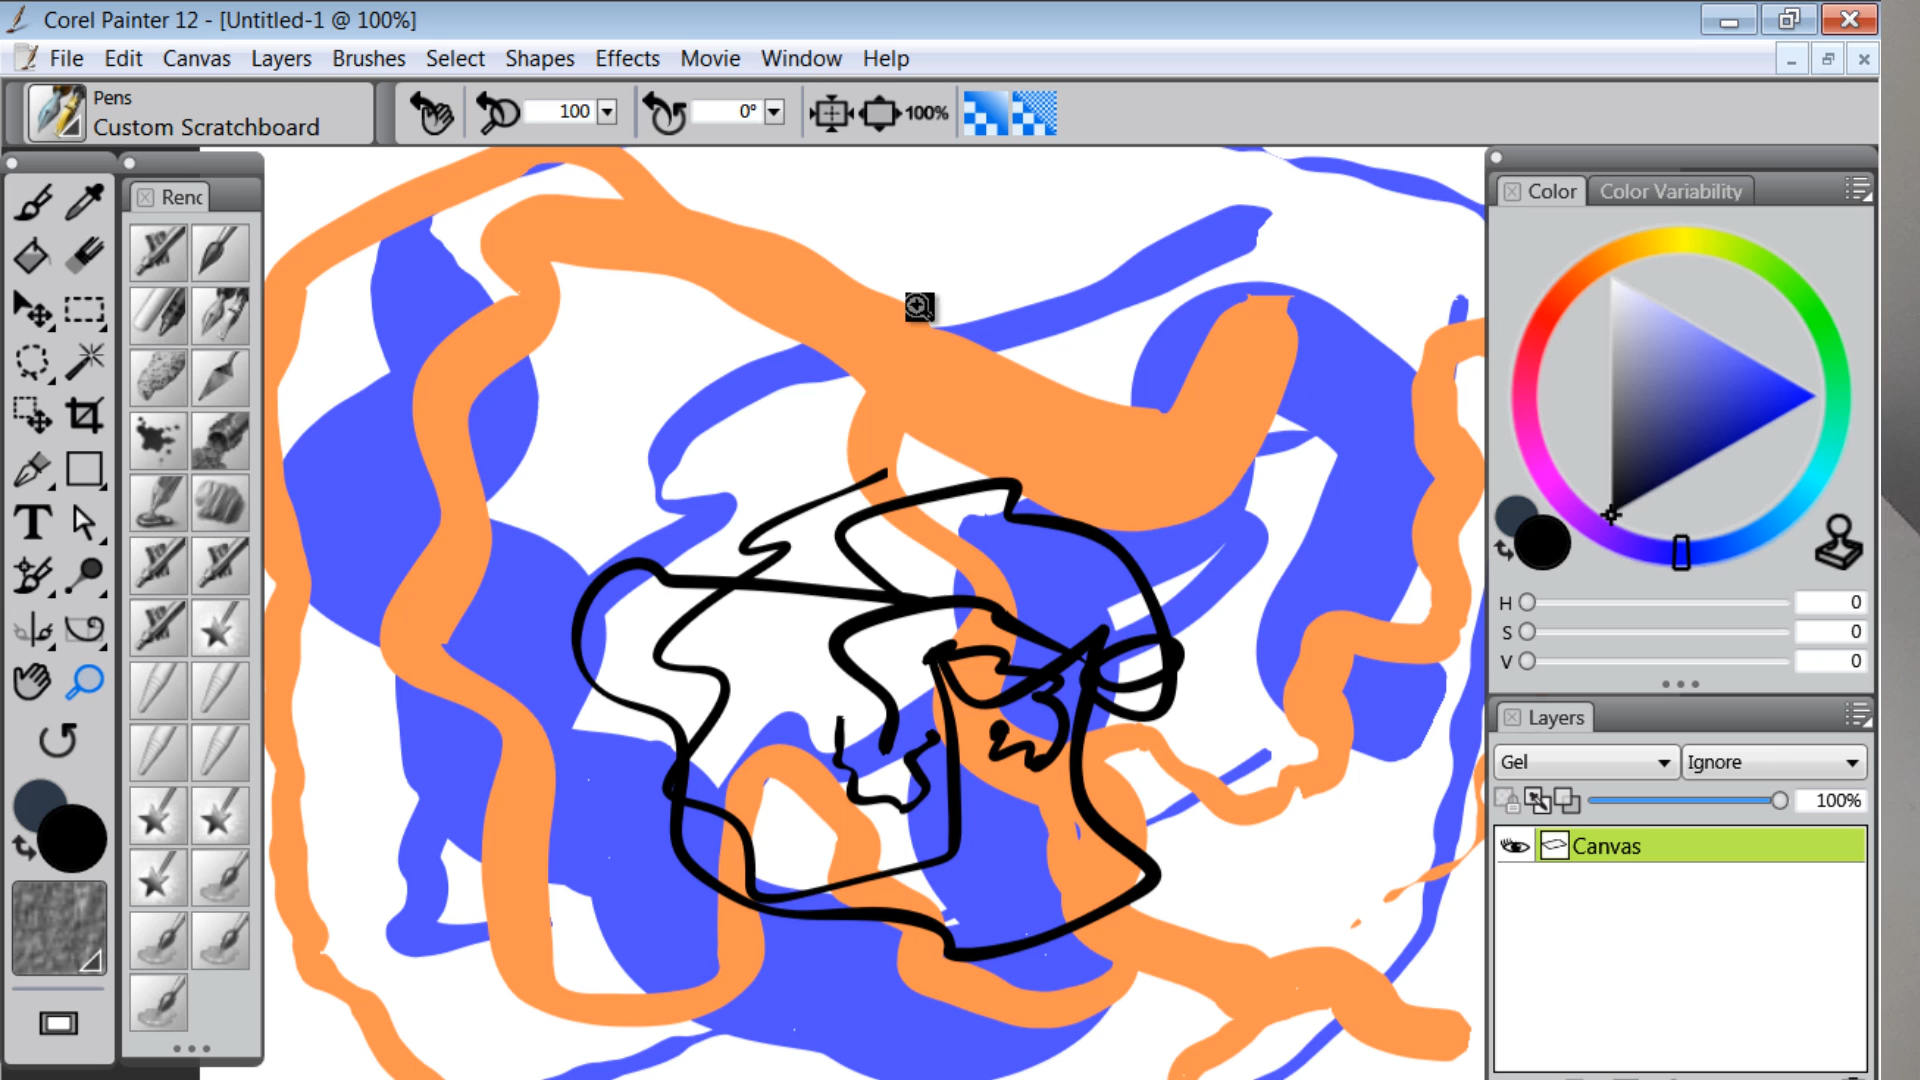 Corel Painter 12 - [Untitled-1 @ 100%]
File Edit Canvas Layers Brushes Select Shapes Effects Movie Window Help
Pens
Custom Scratchboard
100
0°
100%
Renc
Color Color Variability
H 0
S 0
V 0
Layers
Gel Ignore
100%
Canvas
T